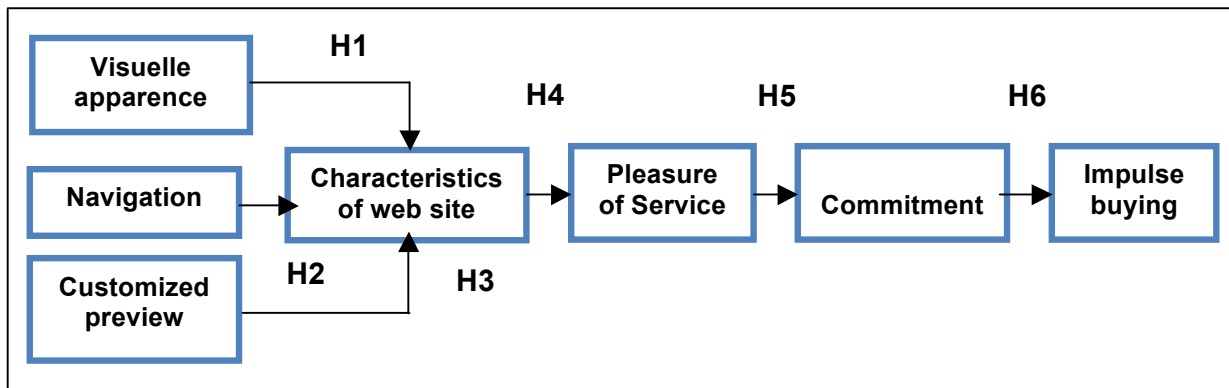 H1
Visuelle
apparence
H4
H5
H6
Navigation
Characteristics
of web site
Pleasure
of Service
Commitment
Impulse
buying
H2
H3
Customized
preview